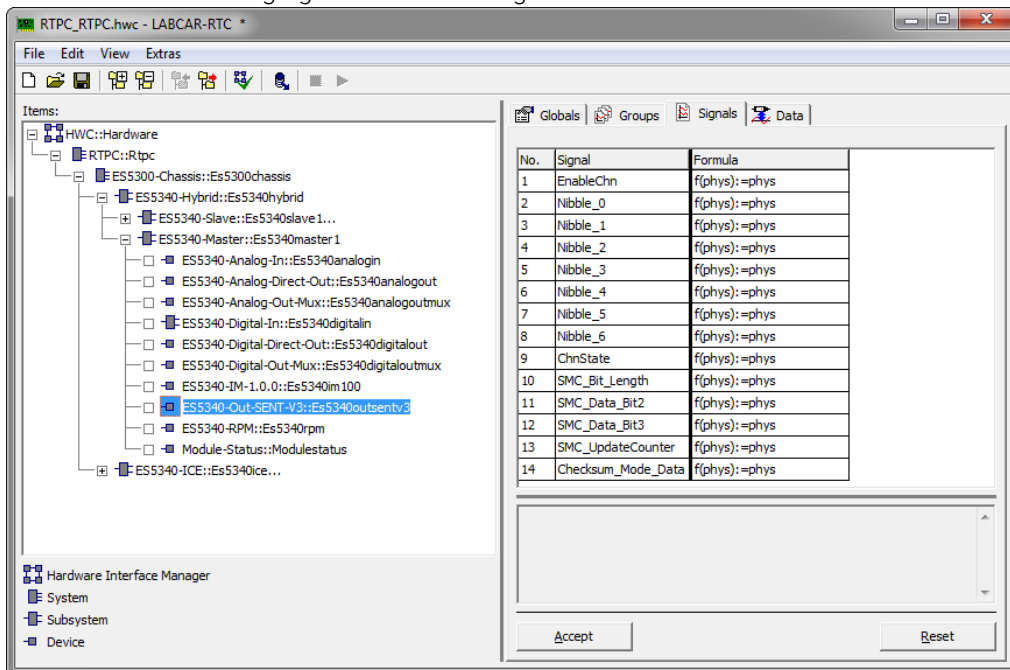 RTPC_RTPC.hwc - LABCAR-RTC *
File Edit View Extras
Items:
HWC::Hardware
RTPC::Rtpc
ES5300-Chassis::Es5300chassis
ES5340-Hybrid::Es5340hybrid
ES5340-Slave::Es5340slave1...
ES5340-Master::Es5340master1
ES5340-Analog-In::Es5340analogin
ES5340-Analog-Direct-Out::Es5340analogout
ES5340-Analog-Out-Mux::Es5340analogoutmux
ES5340-Digital-In::Es5340digitalin
ES5340-Digital-Direct-Out::Es5340digitalout
ES5340-Digital-Out-Mux::Es5340digitaloutmux
ES5340-IM-1.0.0::Es5340im100
ES5340-Out-SENT-V3::Es5340outsentv3
ES5340-RPM::Es5340rpm
Module-Status::Modulestatus
ES5340-ICE::Es5340ice...
Hardware Interface Manager
System
Subsystem
Device
Globals Groups Signals Data
No. Signal Formula
1 EnableChn f(phys):=phys
2 Nibble_0 f(phys):=phys
3 Nibble_1 f(phys):=phys
4 Nibble_2 f(phys):=phys
5 Nibble_3 f(phys):=phys
6 Nibble_4 f(phys):=phys
7 Nibble_5 f(phys):=phys
8 Nibble_6 f(phys):=phys
9 ChnState f(phys):=phys
10 SMC_Bit_Length f(phys):=phys
11 SMC_Data_Bit2 f(phys):=phys
12 SMC_Data_Bit3 f(phys):=phys
13 SMC_UpdateCounter f(phys):=phys
14 Checksum_Mode_Data f(phys):=phys
Accept Reset